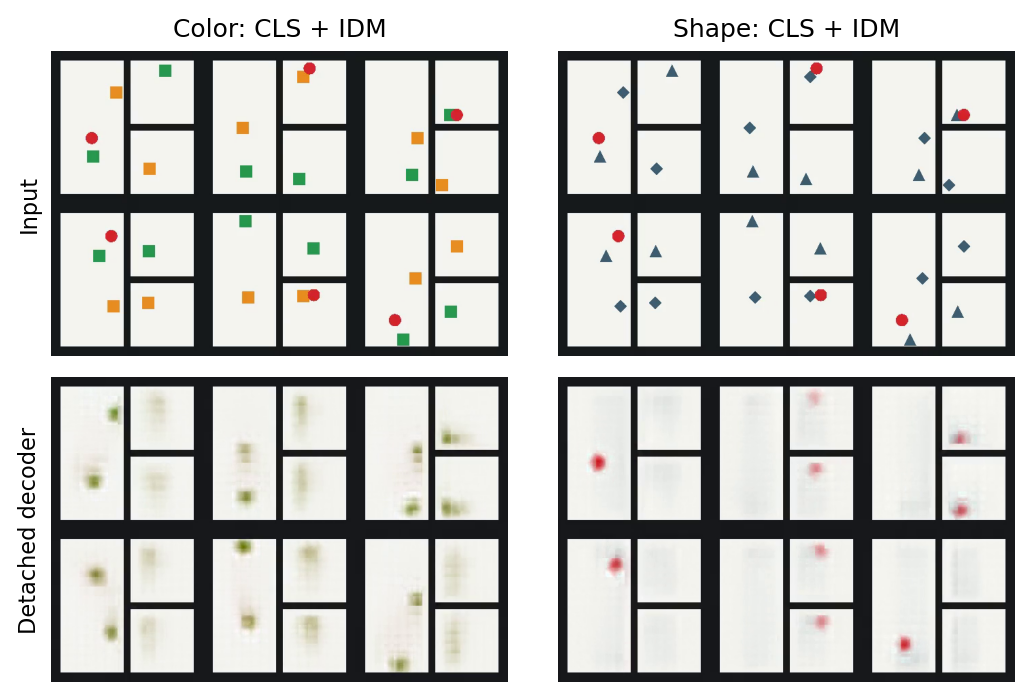 Color: CLS + IDM
Shape: CLS + IDM
Input
Detached decoder